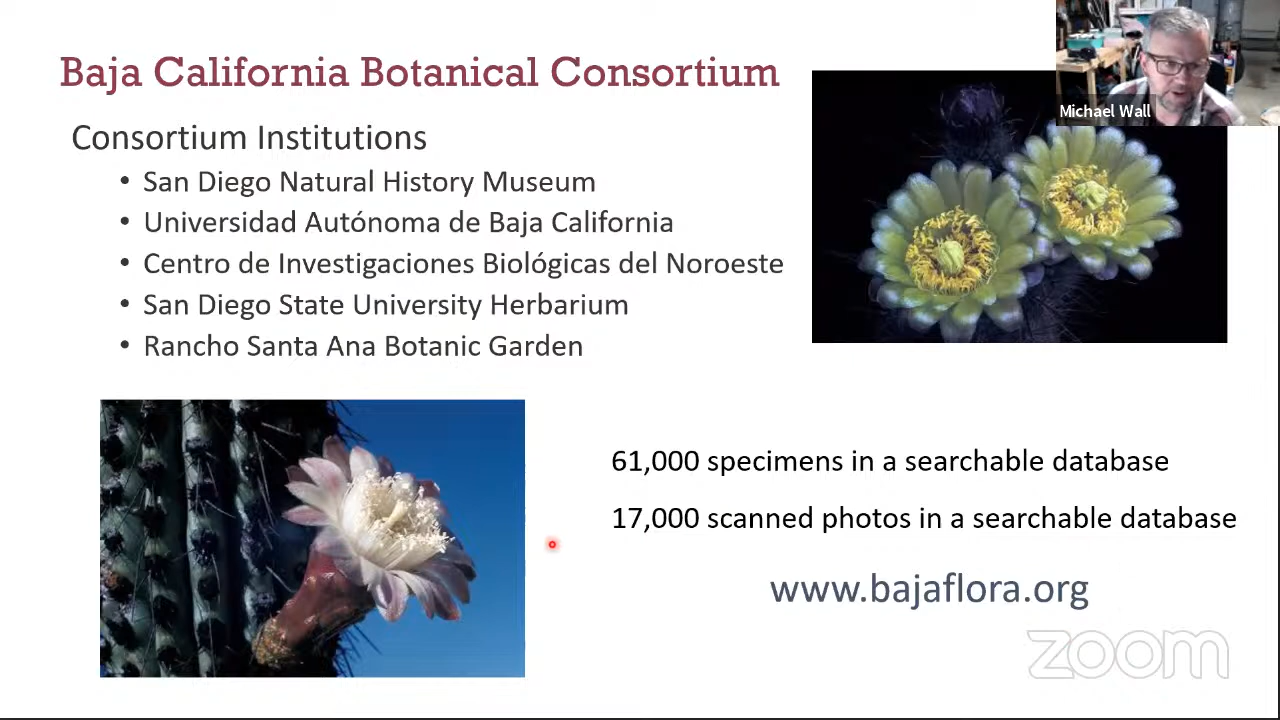 Baja California Botanical Consortium
Michael Wall
Consortium Institutions
• San Diego Natural History Museum
• Universidad Autónoma de Baja California
• Centro de Investigaciones Biológicas del Noroeste
• San Diego State University Herbarium
• Rancho Santa Ana Botanic Garden
61,000 specimens in a searchable database
17,000 scanned photos in a searchable database
www.bajaflora.org
zoom